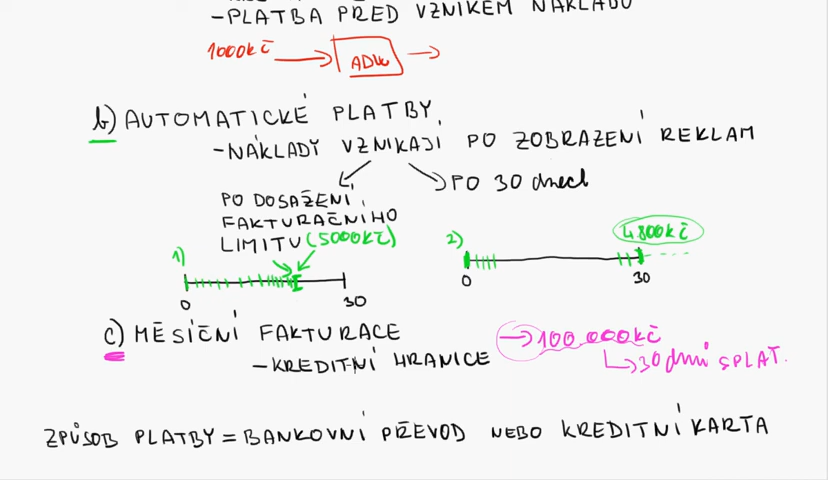 -PLATBA PŘED VZNIKEM NÁKLADU
1000Kč → ADW →
b) AUTOMATICKÉ PLATBY
-NÁKLADY VZNIKAJÍ PO ZOBRAZENÍ REKLAM
PO DOSAŽENÍ
FAKTURAČNÍHO
LIMITU (5000Kč)
PO 30 dnech
1)
0 30
2) 4800Kč
0 30
c) MĚSÍČNÍ FAKTURACE
-KREDITNÍ HRANICE
→ 100 000Kč
30 dní SPLAT.
ZPŮSOB PLATBY = BANKOVNÍ PŘEVOD NEBO KREDITNÍ KARTA